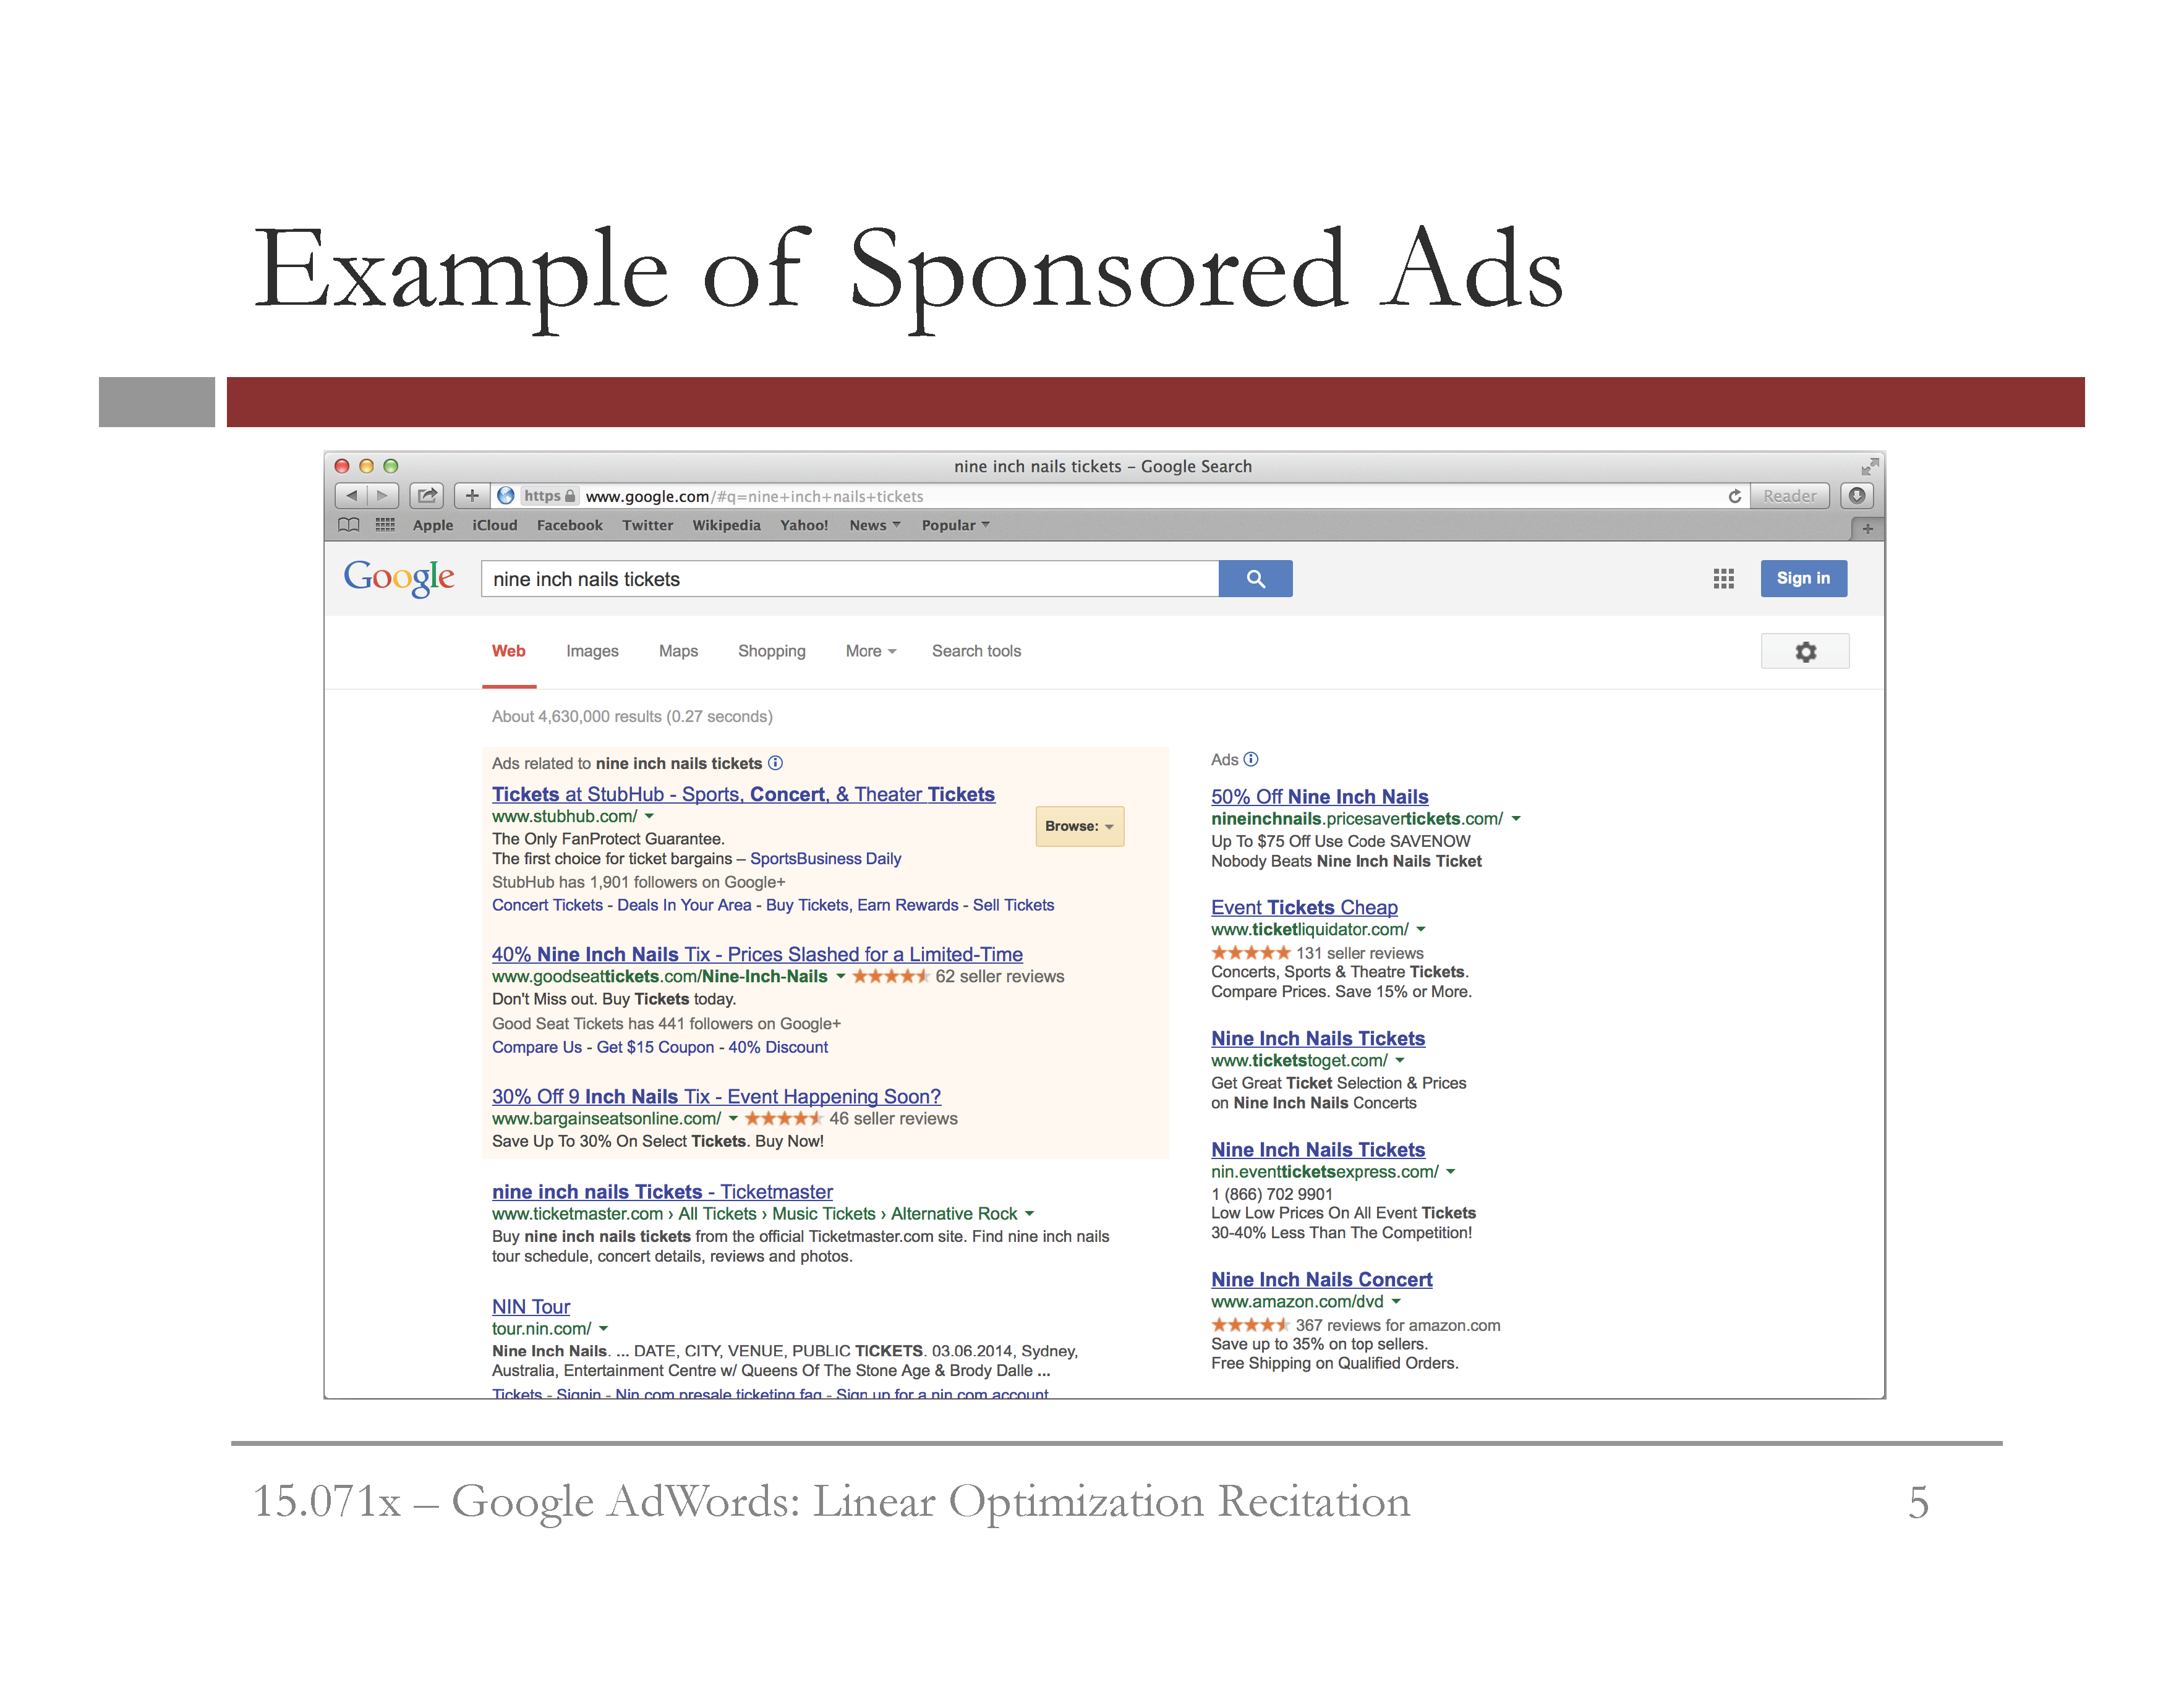 Example of Sponsored Ads
nine inch nails tickets – Google Search
https www.google.com/#q=nine+inch+nails+tickets
Reader
Apple iCloud Facebook Twitter Wikipedia Yahoo! News Popular
Google
nine inch nails tickets
Sign in
Web Images Maps Shopping More Search tools
About 4,630,000 results (0.27 seconds)
Ads related to nine inch nails tickets
Tickets at StubHub - Sports, Concert, & Theater Tickets
www.stubhub.com/
Browse:
The Only FanProtect Guarantee.
The first choice for ticket bargains – SportsBusiness Daily
StubHub has 1,901 followers on Google+
Concert Tickets - Deals In Your Area - Buy Tickets, Earn Rewards - Sell Tickets
40% Nine Inch Nails Tix - Prices Slashed for a Limited-Time
www.goodseattickets.com/Nine-Inch-Nails 62 seller reviews
Don't Miss out. Buy Tickets today.
Good Seat Tickets has 441 followers on Google+
Compare Us - Get $15 Coupon - 40% Discount
30% Off 9 Inch Nails Tix - Event Happening Soon?
www.bargainseatsonline.com/ 46 seller reviews
Save Up To 30% On Select Tickets. Buy Now!
nine inch nails Tickets - Ticketmaster
www.ticketmaster.com › All Tickets › Music Tickets › Alternative Rock
Buy nine inch nails tickets from the official Ticketmaster.com site. Find nine inch nails
tour schedule, concert details, reviews and photos.
NIN Tour
tour.nin.com/
Nine Inch Nails. ... DATE, CITY, VENUE, PUBLIC TICKETS. 03.06.2014, Sydney,
Australia, Entertainment Centre w/ Queens Of The Stone Age & Brody Dalle ...
Tickets - Signin - Nin.com presale ticketing faq - Sign up for a nin.com account
Ads
50% Off Nine Inch Nails
nineinchnails.pricesavertickets.com/
Up To $75 Off Use Code SAVENOW
Nobody Beats Nine Inch Nails Ticket
Event Tickets Cheap
www.ticketliquidator.com/
131 seller reviews
Concerts, Sports & Theatre Tickets.
Compare Prices. Save 15% or More.
Nine Inch Nails Tickets
www.ticketstoget.com/
Get Great Ticket Selection & Prices
on Nine Inch Nails Concerts
Nine Inch Nails Tickets
nin.eventticketsexpress.com/
1 (866) 702 9901
Low Low Prices On All Event Tickets
30-40% Less Than The Competition!
Nine Inch Nails Concert
www.amazon.com/dvd
367 reviews for amazon.com
Save up to 35% on top sellers.
Free Shipping on Qualified Orders.
15.071x – Google AdWords: Linear Optimization Recitation
5